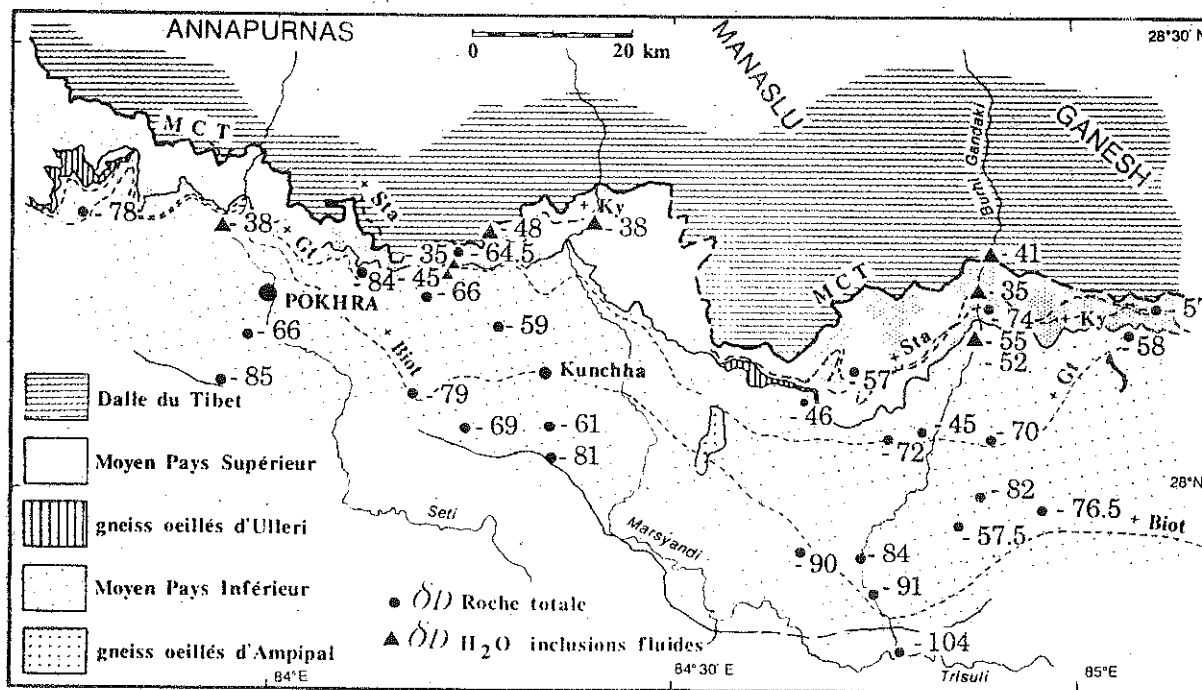 ANNAPURNAS
0 20 km
28°30' N
MANASLU
GANESH
Burhi Gandaki
MCT
+ Sta
+ Ky
- 78
- 38
+ Gt
- 48
- 38
- 35
- 64.5
- 84
- 45
- 66
- 41
MCT
- 35
- 74
+ Ky
- 57
POKHRA
- 66
- 59
+ Biot
+ Sta
- 55
- 52
- 58
- 85
Kunchha
- 57
+ Gt
- 79
- 46
- 69
- 61
- 45
- 72
- 70
- 81
28°N
- 82
- 76.5
- 57.5
+ Biot
Seti
Marsyandi
- 90
- 84
- 91
- 104
Trisuli
Dalle du Tibet
Moyen Pays Supérieur
gneiss oeillés d'Ulleri
Moyen Pays Inférieur
gneiss oeillés d'Ampipal
δD Roche totale
δD H₂O inclusions fluides
84°E
84°30' E
85°E